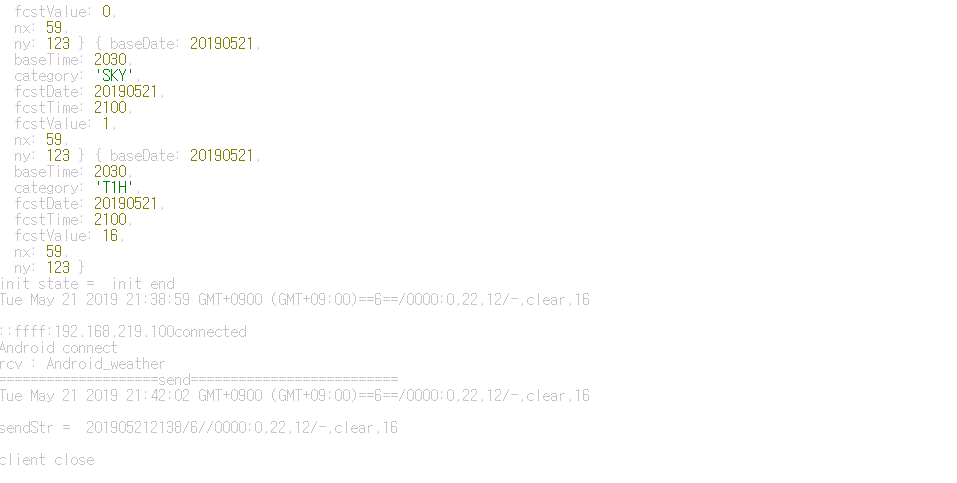 fcstValue: 0,
nx: 59,
ny: 123 } { baseDate: 20190521,
baseTime: 2030,
category: 'SKY',
fcstDate: 20190521,
fcstTime: 2100,
fcstValue: 1,
nx: 59,
ny: 123 } { baseDate: 20190521,
baseTime: 2030,
category: 'T1H',
fcstDate: 20190521,
fcstTime: 2100,
fcstValue: 16,
nx: 59,
ny: 123 }
init state =  init end
Tue May 21 2019 21:38:59 GMT+0900 (GMT+09:00)==6==/0000:0,22,12/-,clear,16
::ffff:192.168.219.100connected
Android connect
rcv : Android_weather
====================send==========================
Tue May 21 2019 21:42:02 GMT+0900 (GMT+09:00)==6==/0000:0,22,12/-,clear,16
sendStr =  201905212138/6//0000:0,22,12/-,clear,16
client close